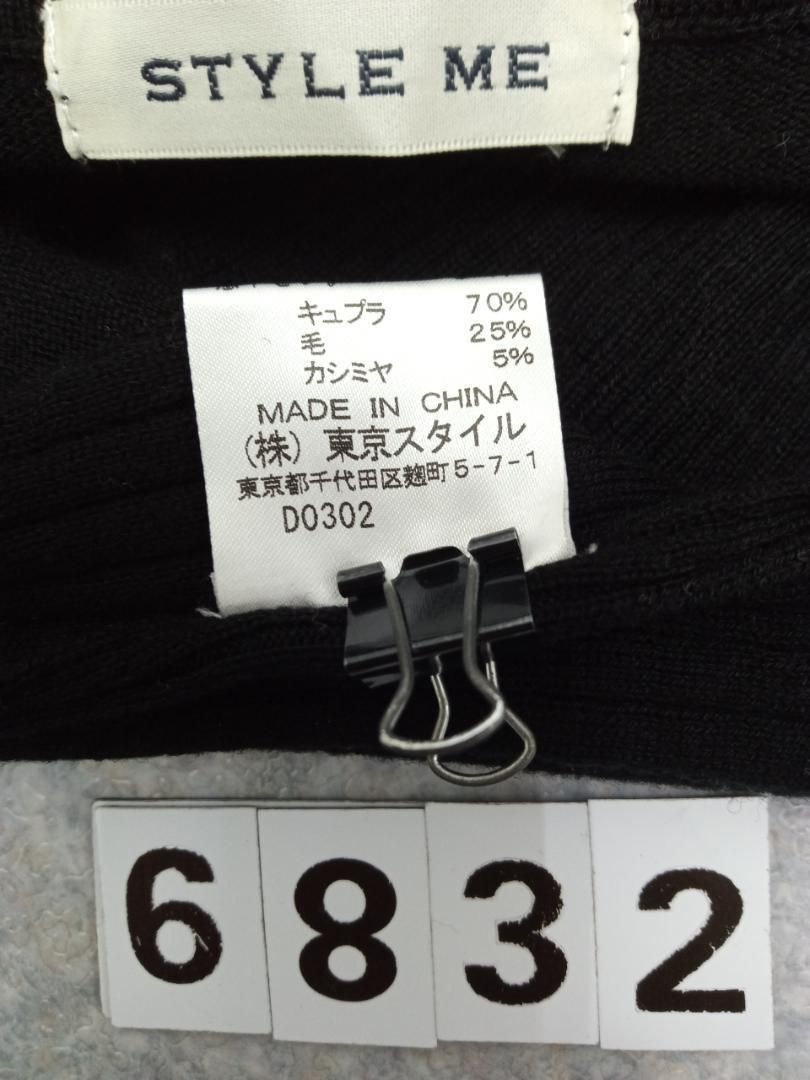 STYLE ME
キュプラ 70%
毛 25%
カシミヤ 5%
MADE IN CHINA
(株) 東京スタイル
東京都千代田区麹町5-7-1
D0302
6832